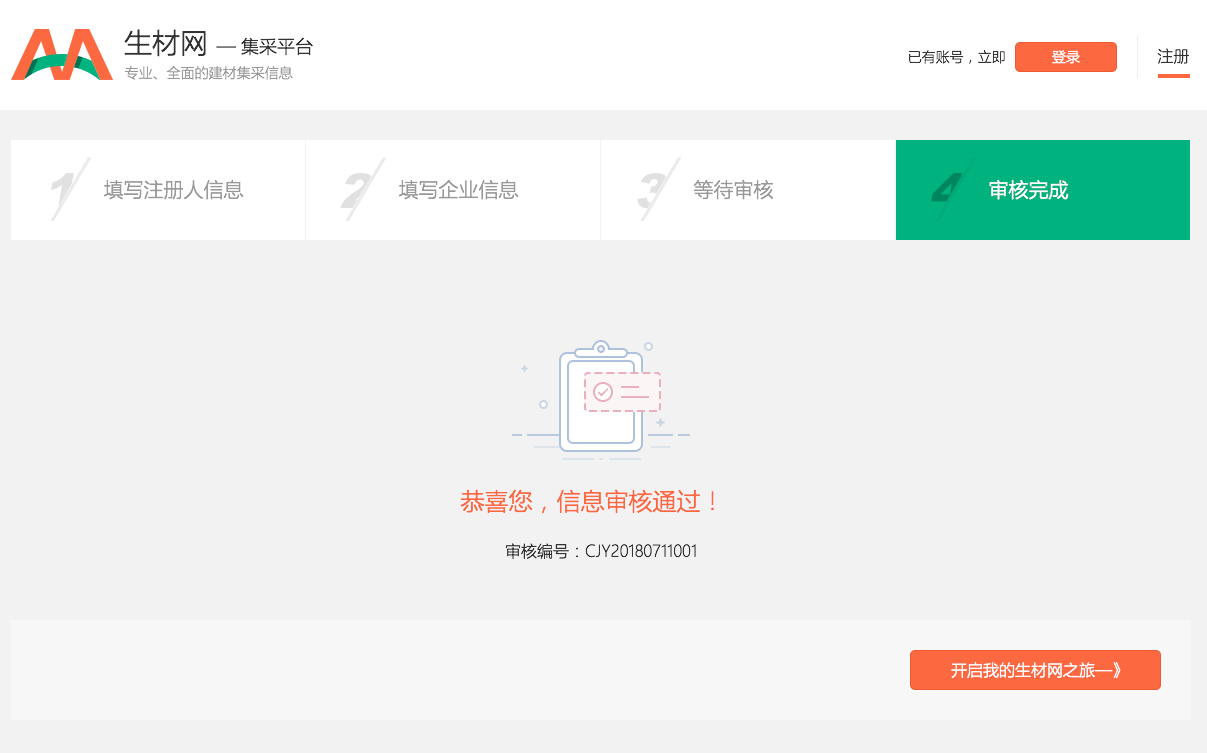 生材网 — 集采平台
专业、全面的建材集采信息
已有账号，立即 登录 注册
1 填写注册人信息 2 填写企业信息 3 等待审核 4 审核完成
恭喜您，信息审核通过！
审核编号：CJY20180711001
开启我的生材网之旅—》